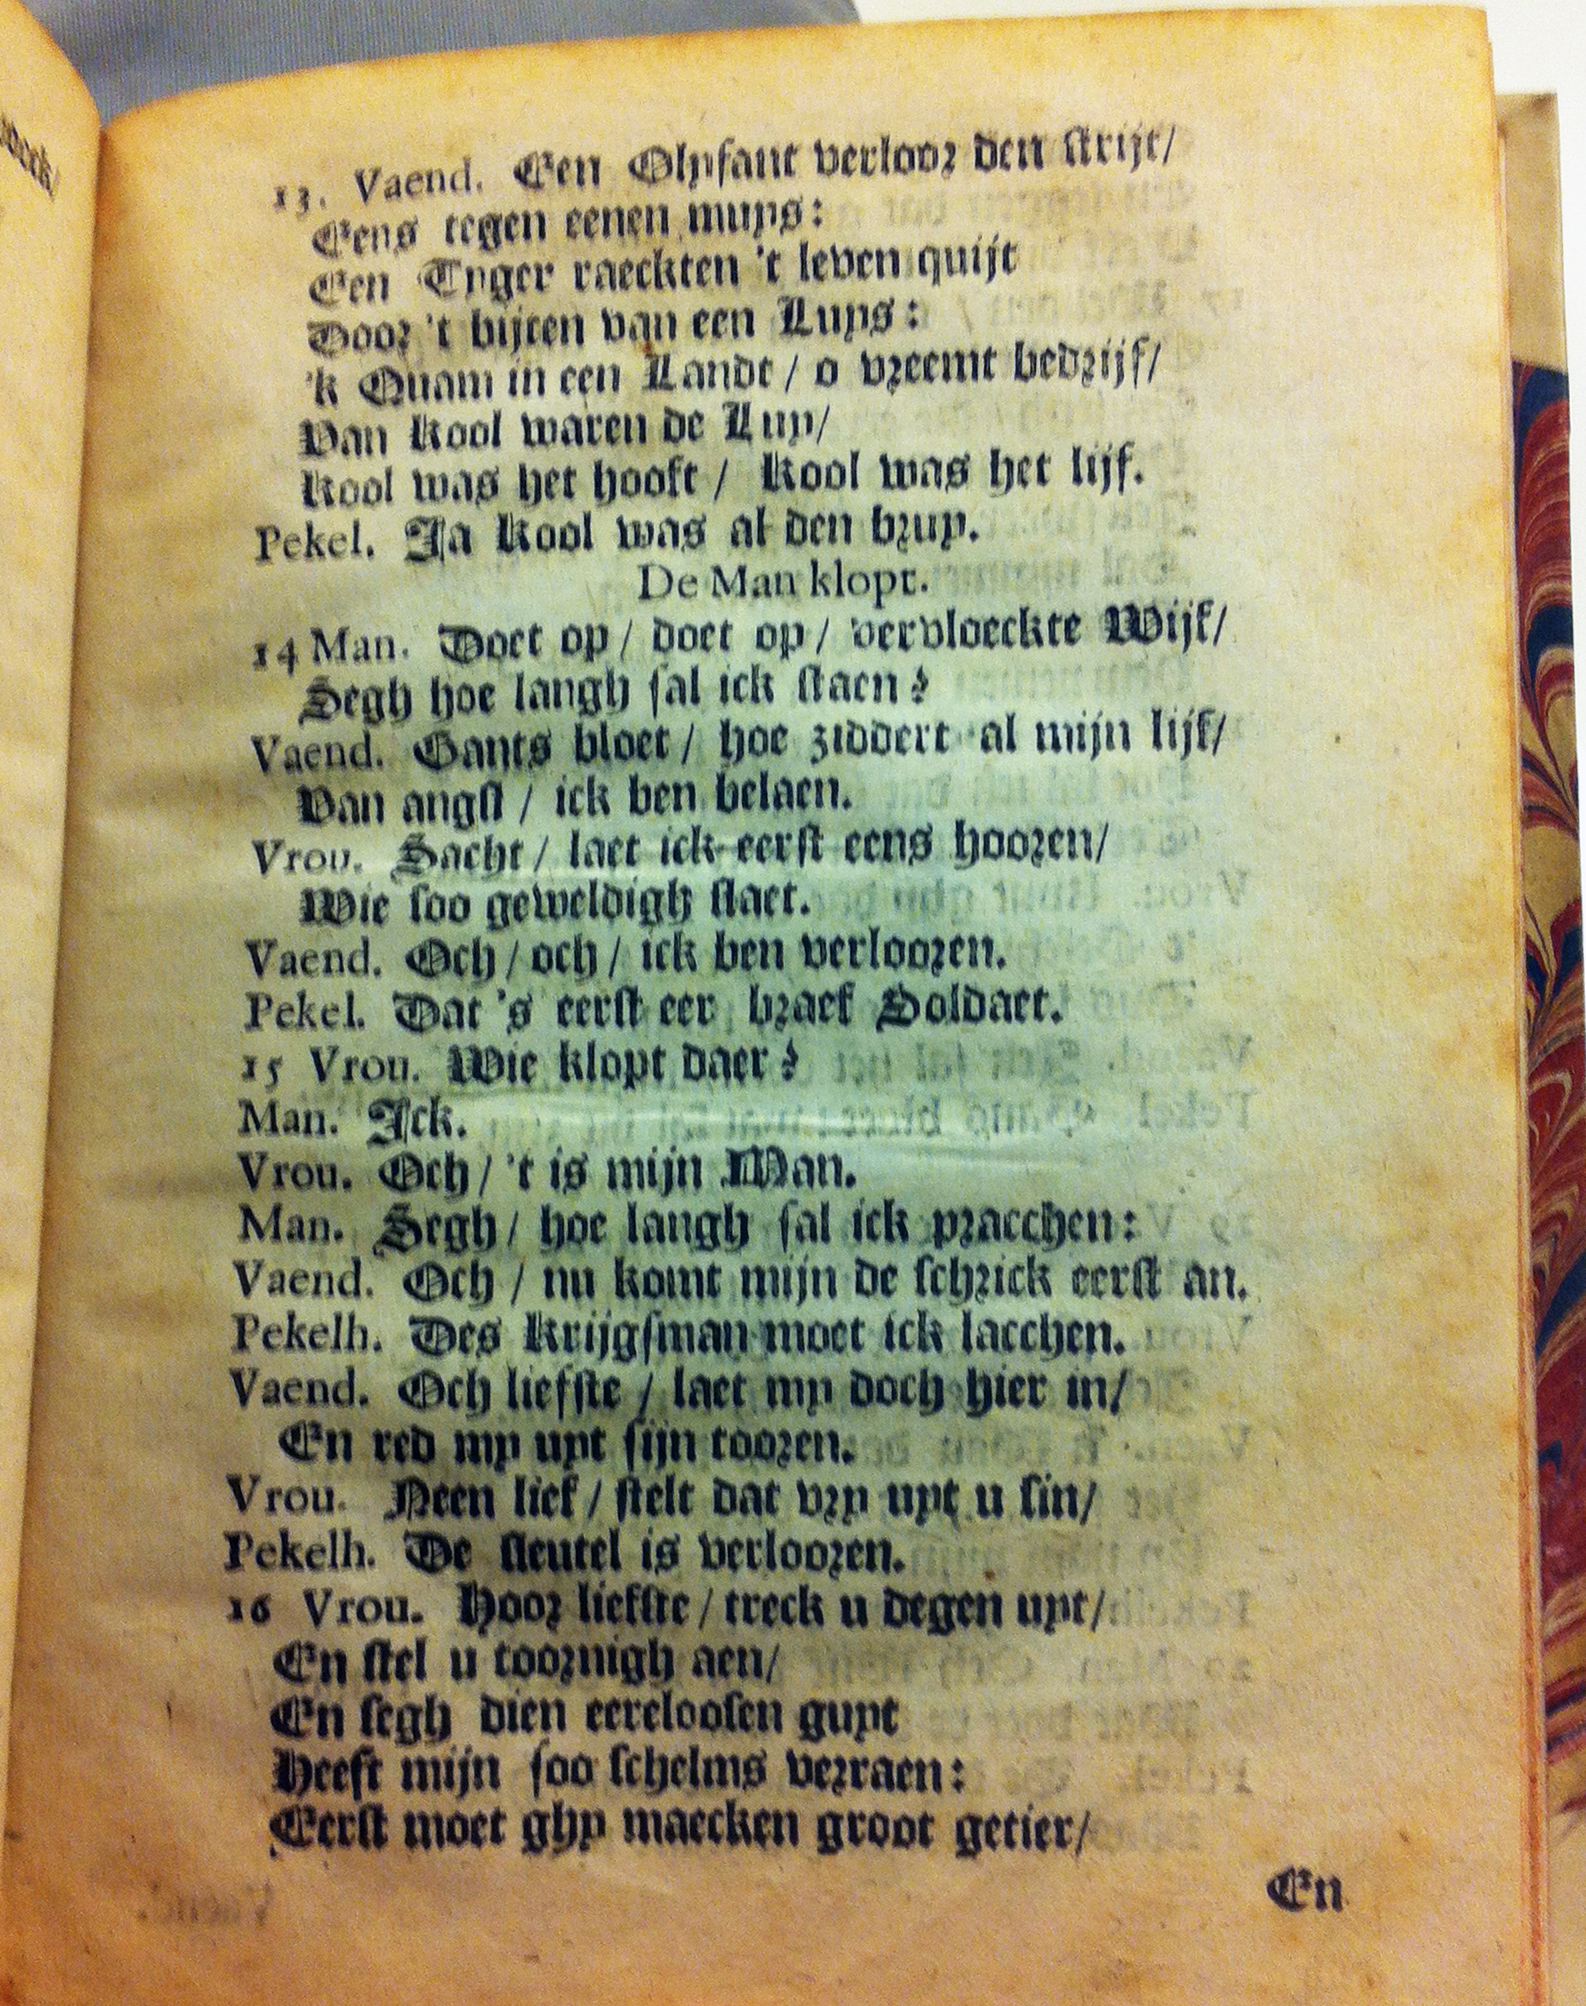 13. Vaend. Een Olyfant verloor den strijt/
Eens tegen eenen muys:
Een Tyger raeckten 't leven quijt
Door 't bijten van een Luys:
'k Quam in een Landt / o vreemt bedrijf/
Van Kool waren de Luy/
Kool was het hooft / Kool was het lijf.
Pekel. Ja Kool was al den bruy.
De Man klopt.
14 Man. Doet op / doet op / vervloeckte Wijf/
Segh hoe langh sal ick staen?
Vaend. Gants bloet / hoe ziddert al mijn lijf/
Van angst / ick ben belaen.
Vrou. Sacht / laet ick eerst eens hooren/
Wie soo geweldigh slaet.
Vaend. Och / och / ick ben verlooren.
Pekel. Dat 's eerst eer braef Soldaet.
15 Vrou. Wie klopt daer?
Man. Ick.
Vrou. Och / 't is mijn Man.
Man. Segh / hoe langh sal ick pracchen:
Vaend. Och / nu komt mijn de schrick eerst an.
Pekelh. Des Krijgsman moet ick lacchen.
Vaend. Och liefste / laet my doch hier in/
En red my uyt sijn tooren.
Vrou. Neen lief / stelt dat vry uyt u sin/
Pekelh. De sleutel is verlooren.
16 Vrou. Hoor liefste / treck u degen uyt/
En stel u toornigh aen/
En segh dien eereloosen guyt
Heeft mijn soo schelms verraen:
Eerst moet ghy maecken groot getier/
En